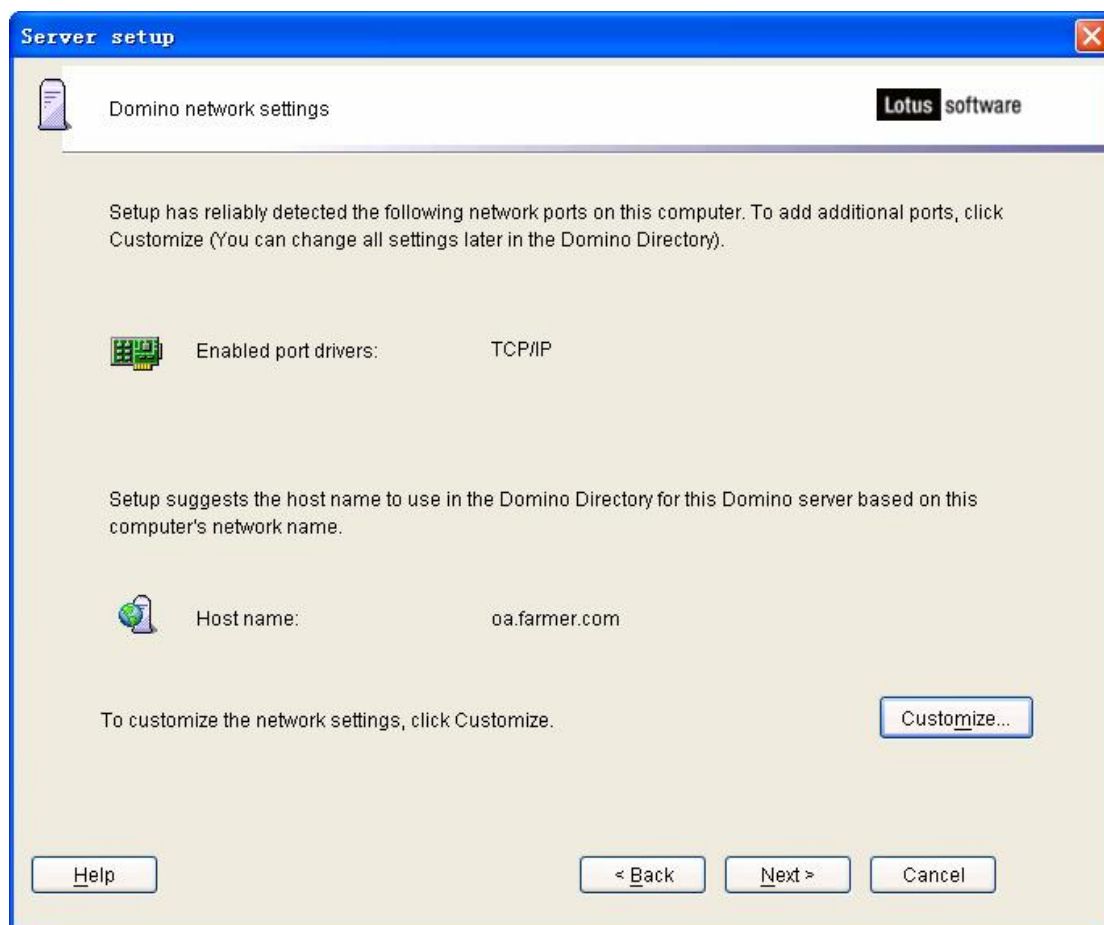 Server setup
Domino network settings
Lotus software
Setup has reliably detected the following network ports on this computer. To add additional ports, click
Customize (You can change all settings later in the Domino Directory).
Enabled port drivers: TCP/IP
Setup suggests the host name to use in the Domino Directory for this Domino server based on this
computer's network name.
Host name: oa.farmer.com
To customize the network settings, click Customize.
Customize...
Help
< Back
Next >
Cancel